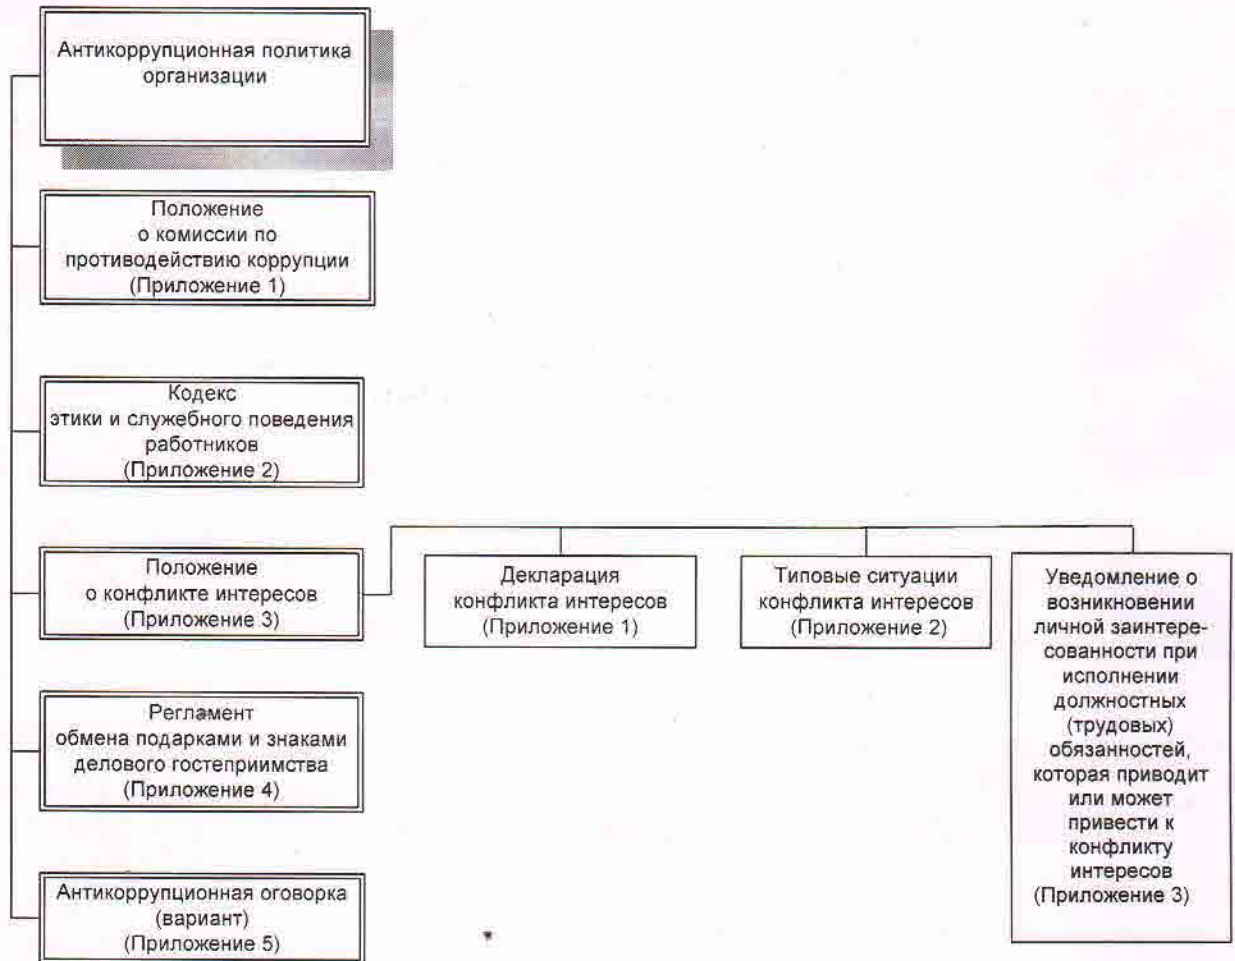 Антикоррупционная политика
организации
Положение
о комиссии по
противодействию коррупции
(Приложение 1)
Кодекс
этики и служебного поведения
работников
(Приложение 2)
Положение
о конфликте интересов
(Приложение 3)
Декларация
конфликта интересов
(Приложение 1)
Типовые ситуации
конфликта интересов
(Приложение 2)
Уведомление о
возникновении
личной заинтере-
сованности при
исполнении
должностных
(трудовых)
обязанностей,
которая приводит
или может
привести к
конфликту
интересов
(Приложение 3)
Регламент
обмена подарками и знаками
делового гостеприимства
(Приложение 4)
Антикоррупционная оговорка
(вариант)
(Приложение 5)